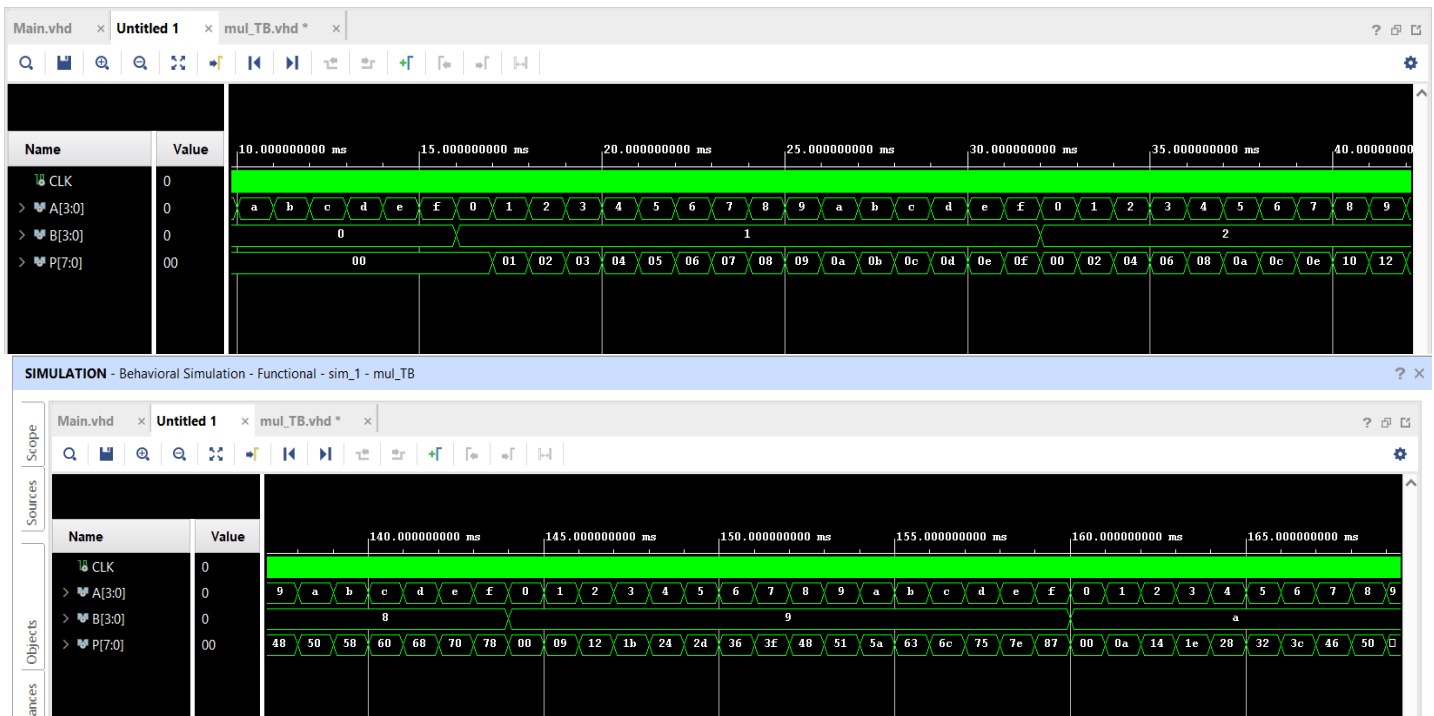 Main.vhd × Untitled 1 × mul_TB.vhd * × ?
Name Value 10.000000000 ms 15.000000000 ms 20.000000000 ms 25.000000000 ms 30.000000000 ms 35.000000000 ms 40.00000000
CLK 0
A[3:0] 0 a b c d e f 0 1 2 3 4 5 6 7 8 9 a b c d e f 0 1 2 3 4 5 6 7 8 9
B[3:0] 0 0 1 2
P[7:0] 00 00 01 02 03 04 05 06 07 08 09 0a 0b 0c 0d 0e 0f 00 02 04 06 08 0a 0c 0e 10 12
SIMULATION - Behavioral Simulation - Functional - sim_1 - mul_TB ? ×
Scope
Sources
Objects
ances
Main.vhd × Untitled 1 × mul_TB.vhd * × ?
Name Value 140.000000000 ms 145.000000000 ms 150.000000000 ms 155.000000000 ms 160.000000000 ms 165.000000000 ms
CLK 0
A[3:0] 0 9 a b c d e f 0 1 2 3 4 5 6 7 8 9 a b c d e f 0 1 2 3 4 5 6 7 8 9
B[3:0] 0 8 9 a
P[7:0] 00 48 50 58 60 68 70 78 00 09 12 1b 24 2d 36 3f 48 51 5a 63 6c 75 7e 87 00 0a 14 1e 28 32 3c 46 50